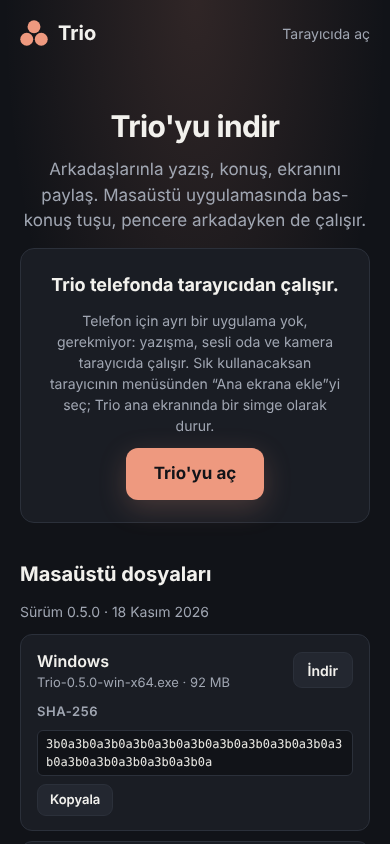 Trio
Tarayıcıda aç
Trio'yu indir
Arkadaşlarınla yazış, konuş, ekranını
paylaş. Masaüstü uygulamasında bas-
konuş tuşu, pencere arkadayken de çalışır.
Trio telefonda tarayıcıdan çalışır.
Telefon için ayrı bir uygulama yok,
gerekmiyor: yazışma, sesli oda ve kamera
tarayıcıda çalışır. Sık kullanacaksan
tarayıcının menüsünden “Ana ekrana ekle”yi
seç; Trio ana ekranında bir simge olarak
durur.
Trio'yu aç
Masaüstü dosyaları
Sürüm 0.5.0 · 18 Kasım 2026
Windows
Trio-0.5.0-win-x64.exe · 92 MB
İndir
SHA-256
3b0a3b0a3b0a3b0a3b0a3b0a3b0a3b0a3b0a3b0a3
b0a3b0a3b0a3b0a3b0a3b0a
Kopyala